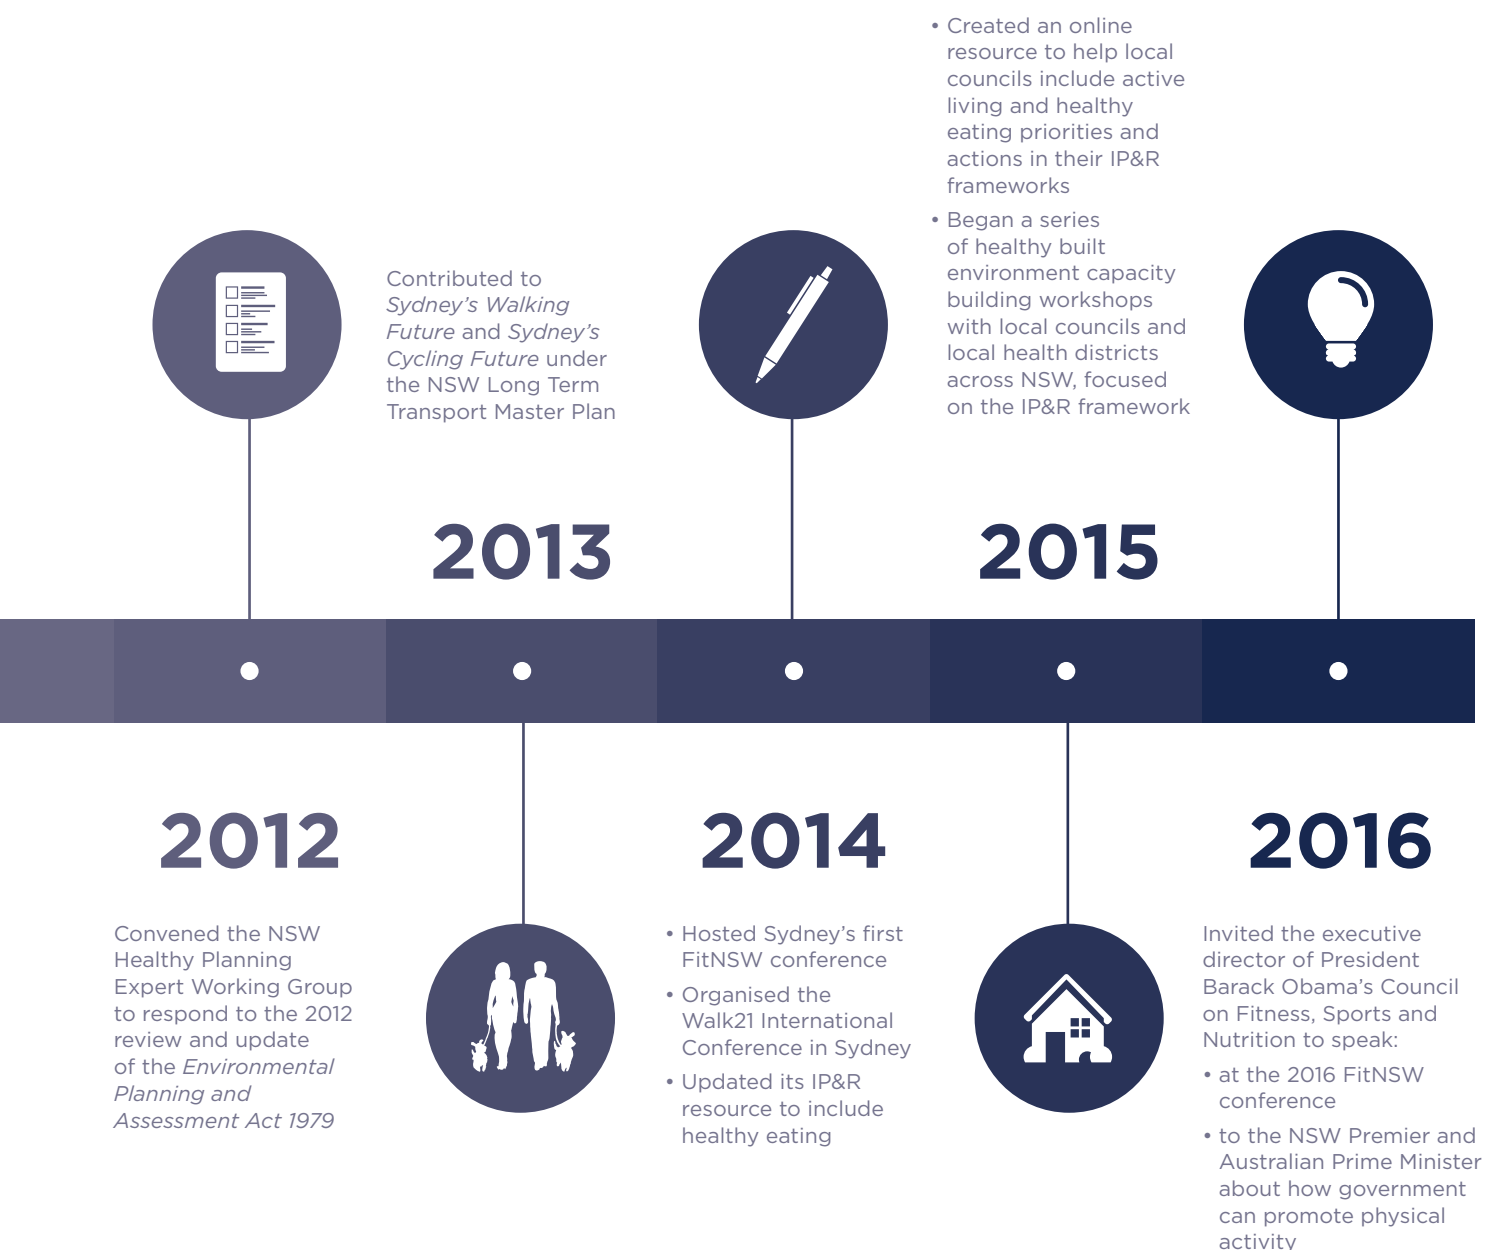 • Created an online
resource to help local
councils include active
living and healthy
eating priorities and
actions in their IP&R
frameworks
• Began a series
of healthy built
environment capacity
building workshops
with local councils and
local health districts
across NSW, focused
on the IP&R framework
Contributed to
Sydney’s Walking
Future and Sydney’s
Cycling Future under
the NSW Long Term
Transport Master Plan
2013
2015
2012
2014
2016
Convened the NSW
Healthy Planning
Expert Working Group
to respond to the 2012
review and update
of the Environmental
Planning and
Assessment Act 1979
• Hosted Sydney’s first
FitNSW conference
• Organised the
Walk21 International
Conference in Sydney
• Updated its IP&R
resource to include
healthy eating
Invited the executive
director of President
Barack Obama’s Council
on Fitness, Sports and
Nutrition to speak:
• at the 2016 FitNSW
conference
• to the NSW Premier and
Australian Prime Minister
about how government
can promote physical
activity